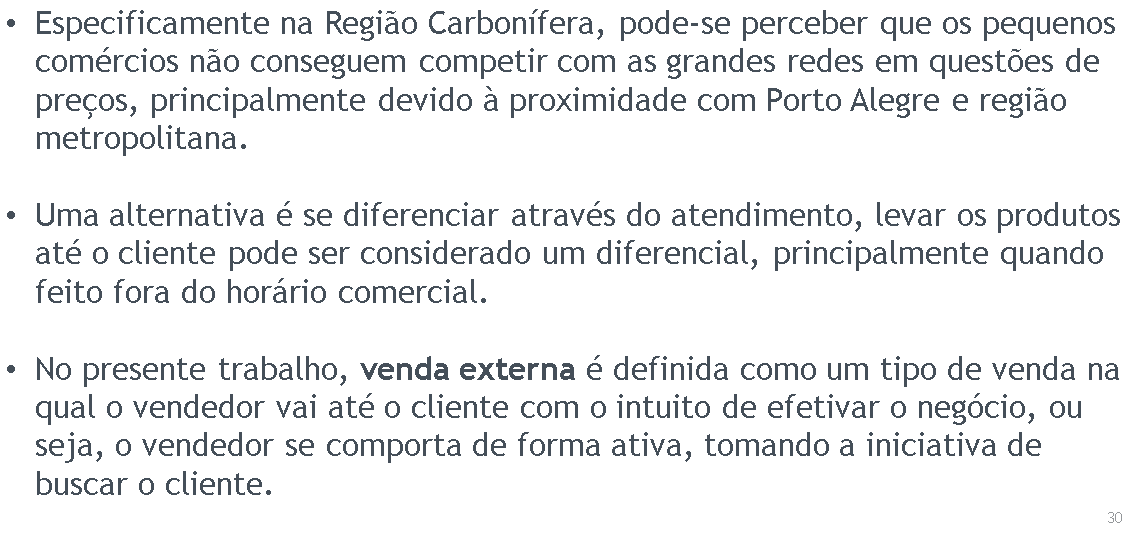 • Especificamente na Região Carbonífera, pode-se perceber que os pequenos
comércios não conseguem competir com as grandes redes em questões de
preços, principalmente devido à proximidade com Porto Alegre e região
metropolitana.
• Uma alternativa é se diferenciar através do atendimento, levar os produtos
até o cliente pode ser considerado um diferencial, principalmente quando
feito fora do horário comercial.
• No presente trabalho, venda externa é definida como um tipo de venda na
qual o vendedor vai até o cliente com o intuito de efetivar o negócio, ou
seja, o vendedor se comporta de forma ativa, tomando a iniciativa de
buscar o cliente.
30